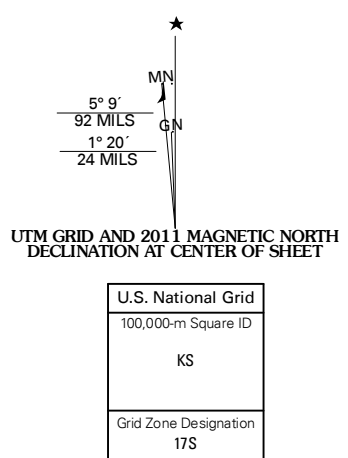 ★
MN
5° 9´
92 MILS
GN
1° 20´
24 MILS
UTM GRID AND 2011 MAGNETIC NORTH
DECLINATION AT CENTER OF SHEET
U.S. National Grid
100,000-m Square ID
KS
Grid Zone Designation
17S